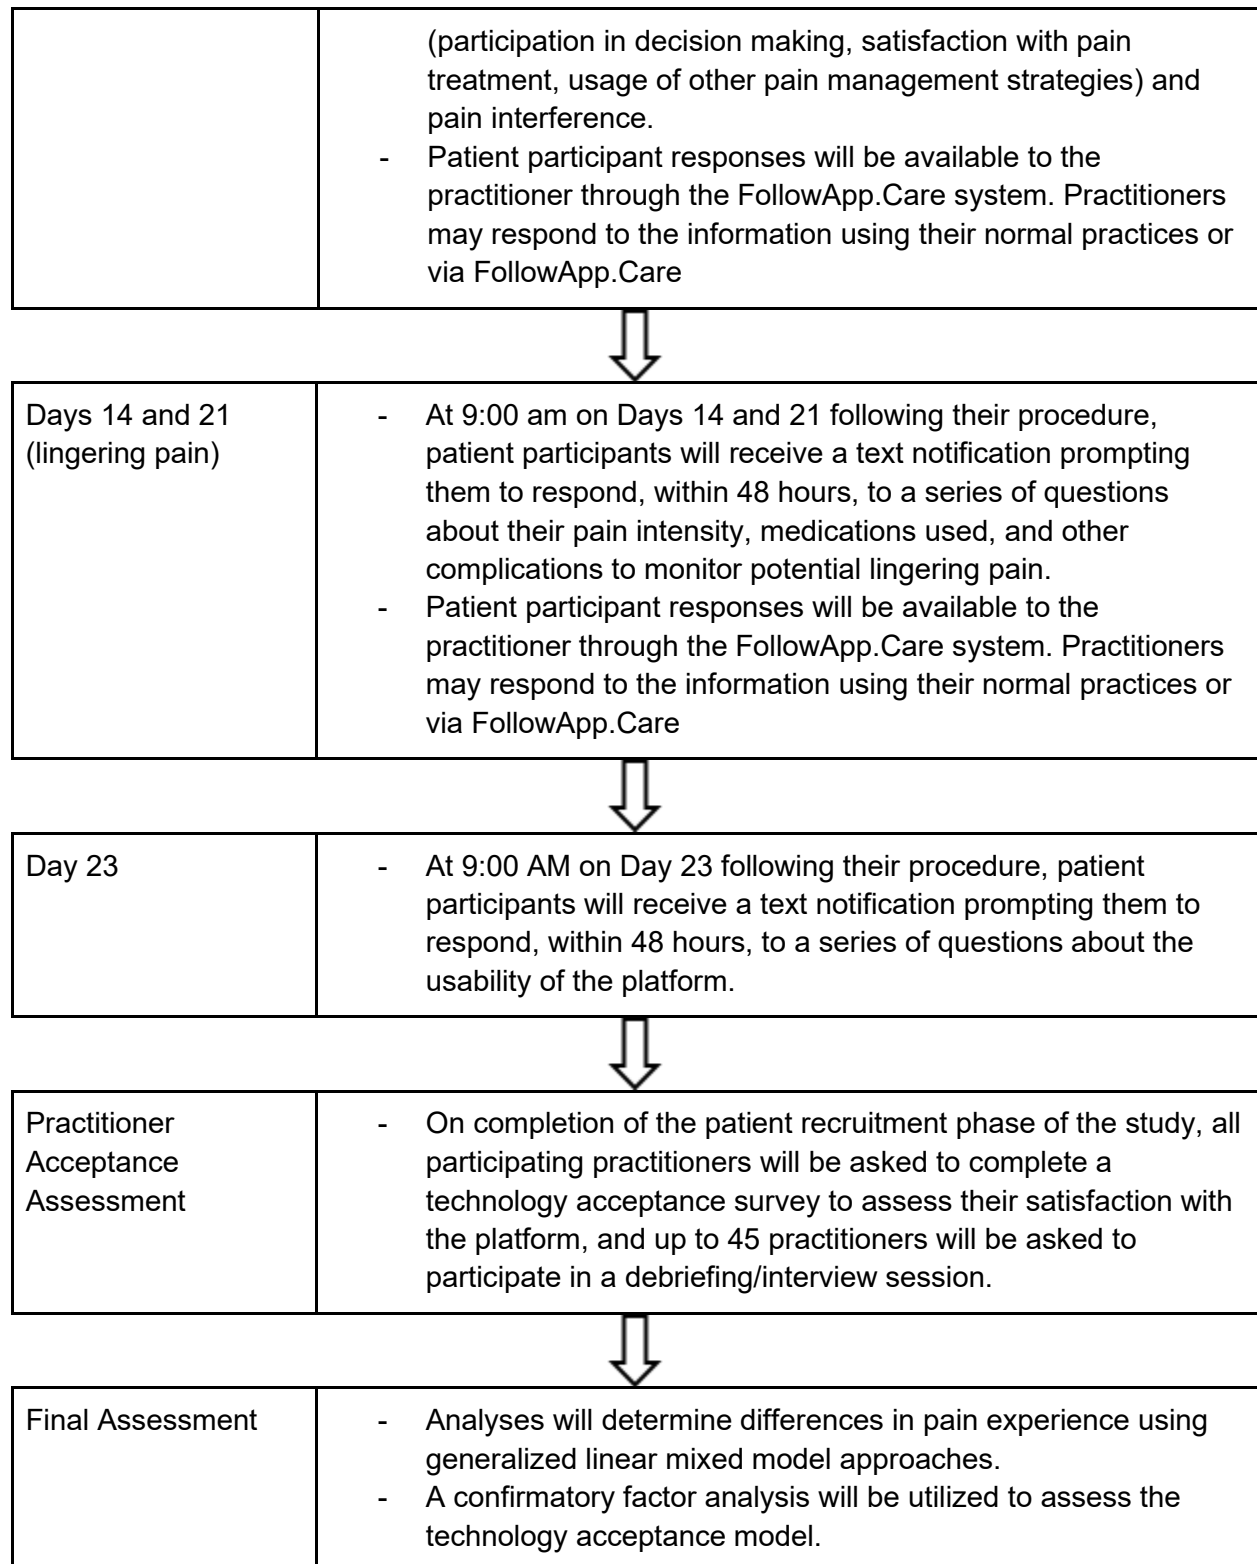 (participation in decision making, satisfaction with pain
treatment, usage of other pain management strategies) and
pain interference.
- Patient participant responses will be available to the
practitioner through the FollowApp.Care system. Practitioners
may respond to the information using their normal practices or
via FollowApp.Care
Days 14 and 21
(lingering pain)
- At 9:00 am on Days 14 and 21 following their procedure,
patient participants will receive a text notification prompting
them to respond, within 48 hours, to a series of questions
about their pain intensity, medications used, and other
complications to monitor potential lingering pain.
- Patient participant responses will be available to the
practitioner through the FollowApp.Care system. Practitioners
may respond to the information using their normal practices or
via FollowApp.Care
Day 23
- At 9:00 AM on Day 23 following their procedure, patient
participants will receive a text notification prompting them to
respond, within 48 hours, to a series of questions about the
usability of the platform.
Practitioner
Acceptance
Assessment
- On completion of the patient recruitment phase of the study, all
participating practitioners will be asked to complete a
technology acceptance survey to assess their satisfaction with
the platform, and up to 45 practitioners will be asked to
participate in a debriefing/interview session.
Final Assessment
- Analyses will determine differences in pain experience using
generalized linear mixed model approaches.
- A confirmatory factor analysis will be utilized to assess the
technology acceptance model.